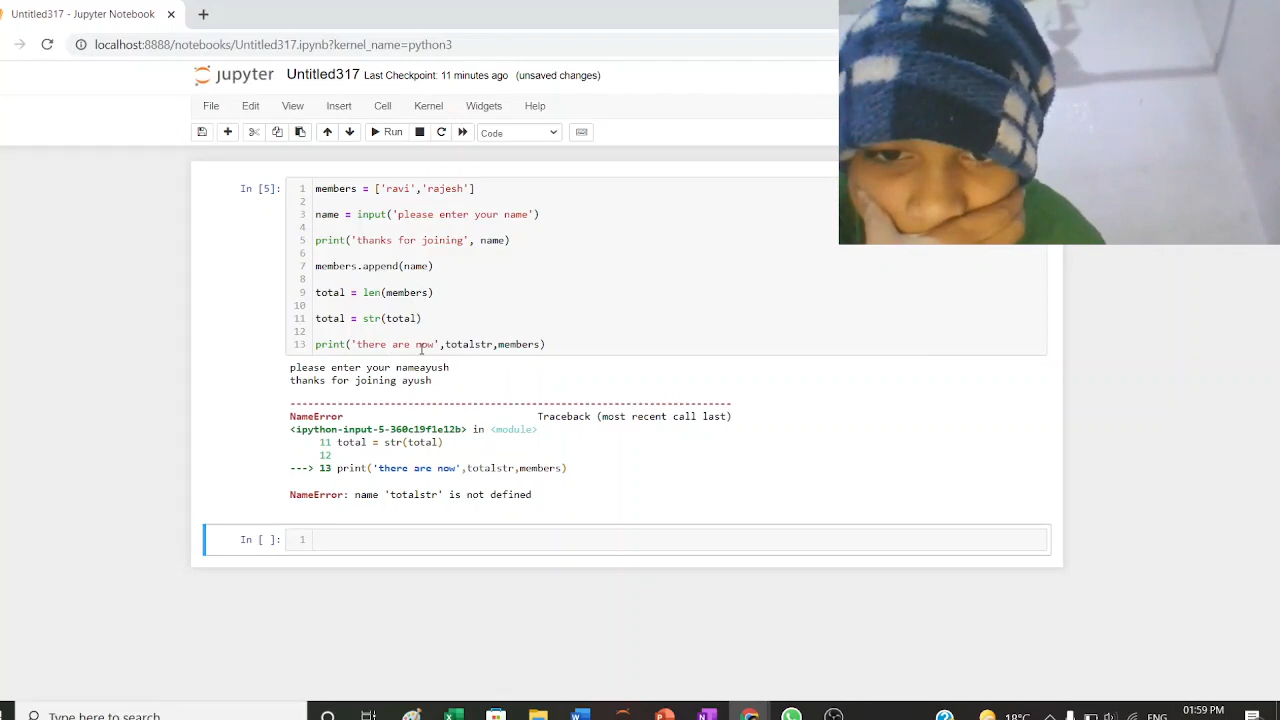 Untitled317 - Jupyter Notebook
localhost:8888/notebooks/Untitled317.ipynb?kernel_name=python3
jupyter Untitled317 Last Checkpoint: 11 minutes ago (unsaved changes)
File Edit View Insert Cell Kernel Widgets Help
Run Code
In [5]:
1 members = ['ravi','rajesh']
2
3 name = input('please enter your name')
4
5 print('thanks for joining', name)
6
7 members.append(name)
8
9 total = len(members)
10
11 total = str(total)
12
13 print('there are now',totalstr,members)
please enter your nameayush
thanks for joining ayush
---------------------------------------------------------------------------
NameError Traceback (most recent call last)
<ipython-input-5-360c19f1e12b> in <module>
11 total = str(total)
12
---> 13 print('there are now',totalstr,members)
NameError: name 'totalstr' is not defined
In [ ]: 1
Type here to search
18°C
01:59 PM